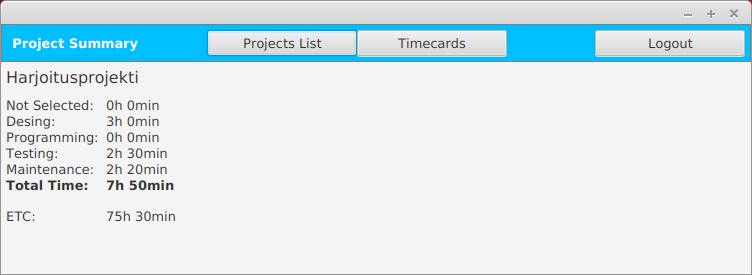 Project Summary Projects List Timecards Logout
Harjoitusprojekti
Not Selected: 0h 0min
Desing: 3h 0min
Programming: 0h 0min
Testing: 2h 30min
Maintenance: 2h 20min
Total Time: 7h 50min
ETC: 75h 30min